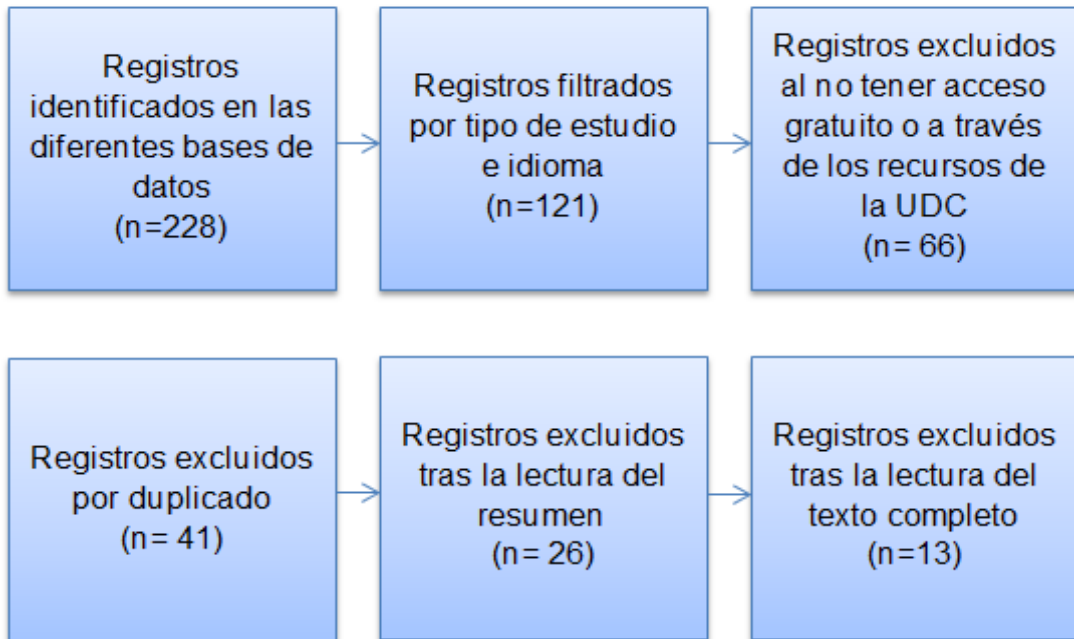 Registros
identificados en las
diferentes bases de
datos
(n=228)
Registros filtrados
por tipo de estudio
e idioma
(n=121)
Registros excluidos
al no tener acceso
gratuito o a través
de los recursos de
la UDC
(n= 66)
Registros excluidos
por duplicado
(n= 41)
Registros excluidos
tras la lectura del
resumen
(n= 26)
Registros excluidos
tras la lectura del
texto completo
(n=13)